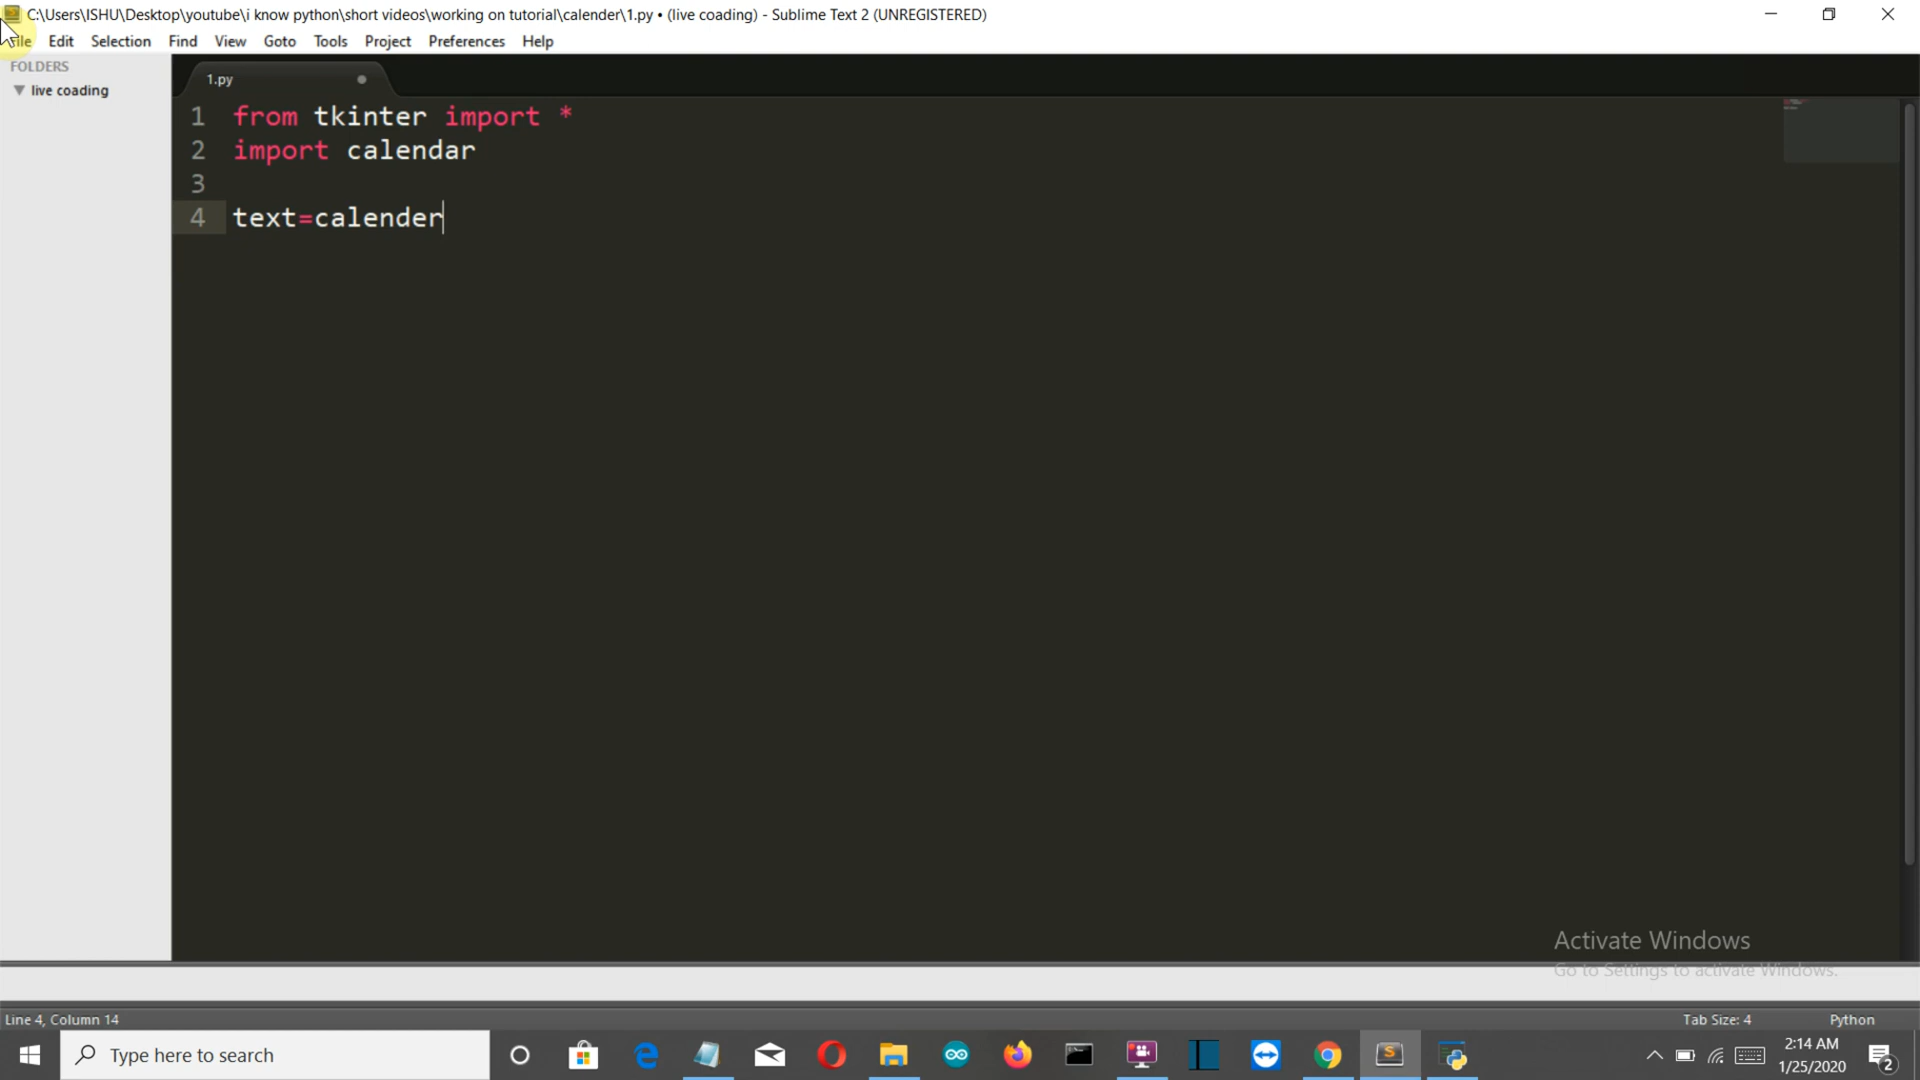 C:\Users\ISHU\Desktop\youtube\i know python\short videos\working on tutorial\calender\1.py • (live coading) - Sublime Text 2 (UNREGISTERED)
File Edit Selection Find View Goto Tools Project Preferences Help
FOLDERS
live coading
1.py
1 from tkinter import *
2 import calendar
3
4 text=calender
Activate Windows
Go to Settings to activate Windows.
Line 4, Column 14
Tab Size: 4 Python
Type here to search
2:14 AM
1/25/2020
2